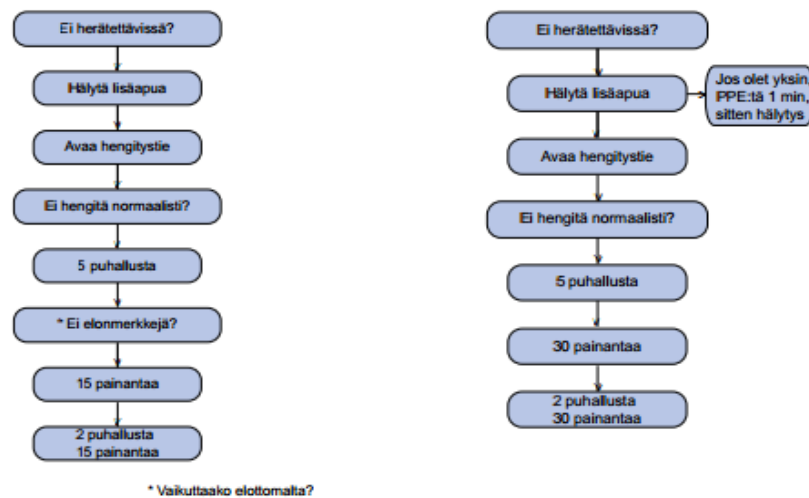 Ei herätettävissä?
Hälytä lisäapua
Avaa hengitystie
Ei hengitä normaalisti?
5 puhallusta
* Ei elonmerkkejä?
15 painantaa
2 puhallusta
15 painantaa
* Vaikuttaako elottomalta?
Ei herätettävissä?
Hälytä lisäapua
Jos olet yksin,
PPE:tä 1 min,
sitten hälytys
Avaa hengitystie
Ei hengitä normaalisti?
5 puhallusta
30 painantaa
2 puhallusta
30 painantaa